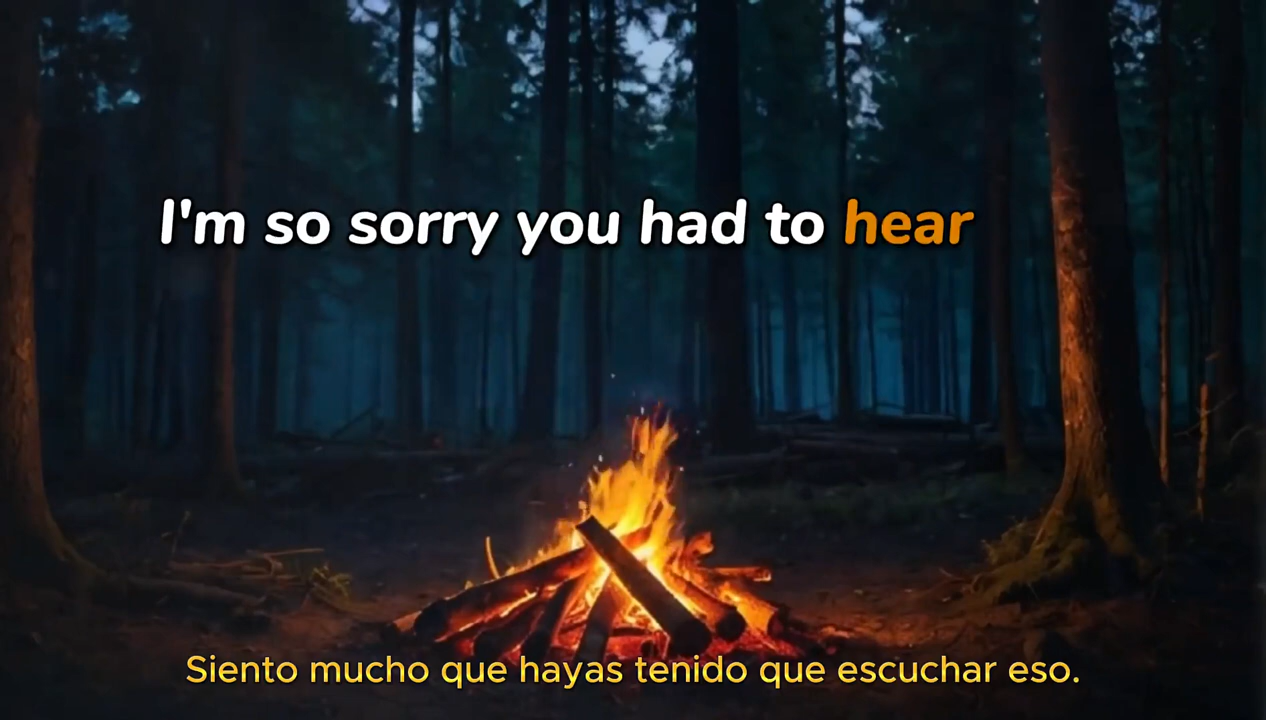 I'm so sorry you had to hear
Siento mucho que hayas tenido que escuchar eso.